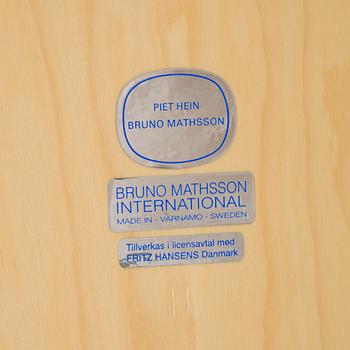 PIET HEIN
BRUNO MATHSSON
BRUNO MATHSSON
INTERNATIONAL
MADE IN - VÄRNAMO - SWEDEN
Tillverkas i licensavtal med
FRITZ HANSENS Danmark